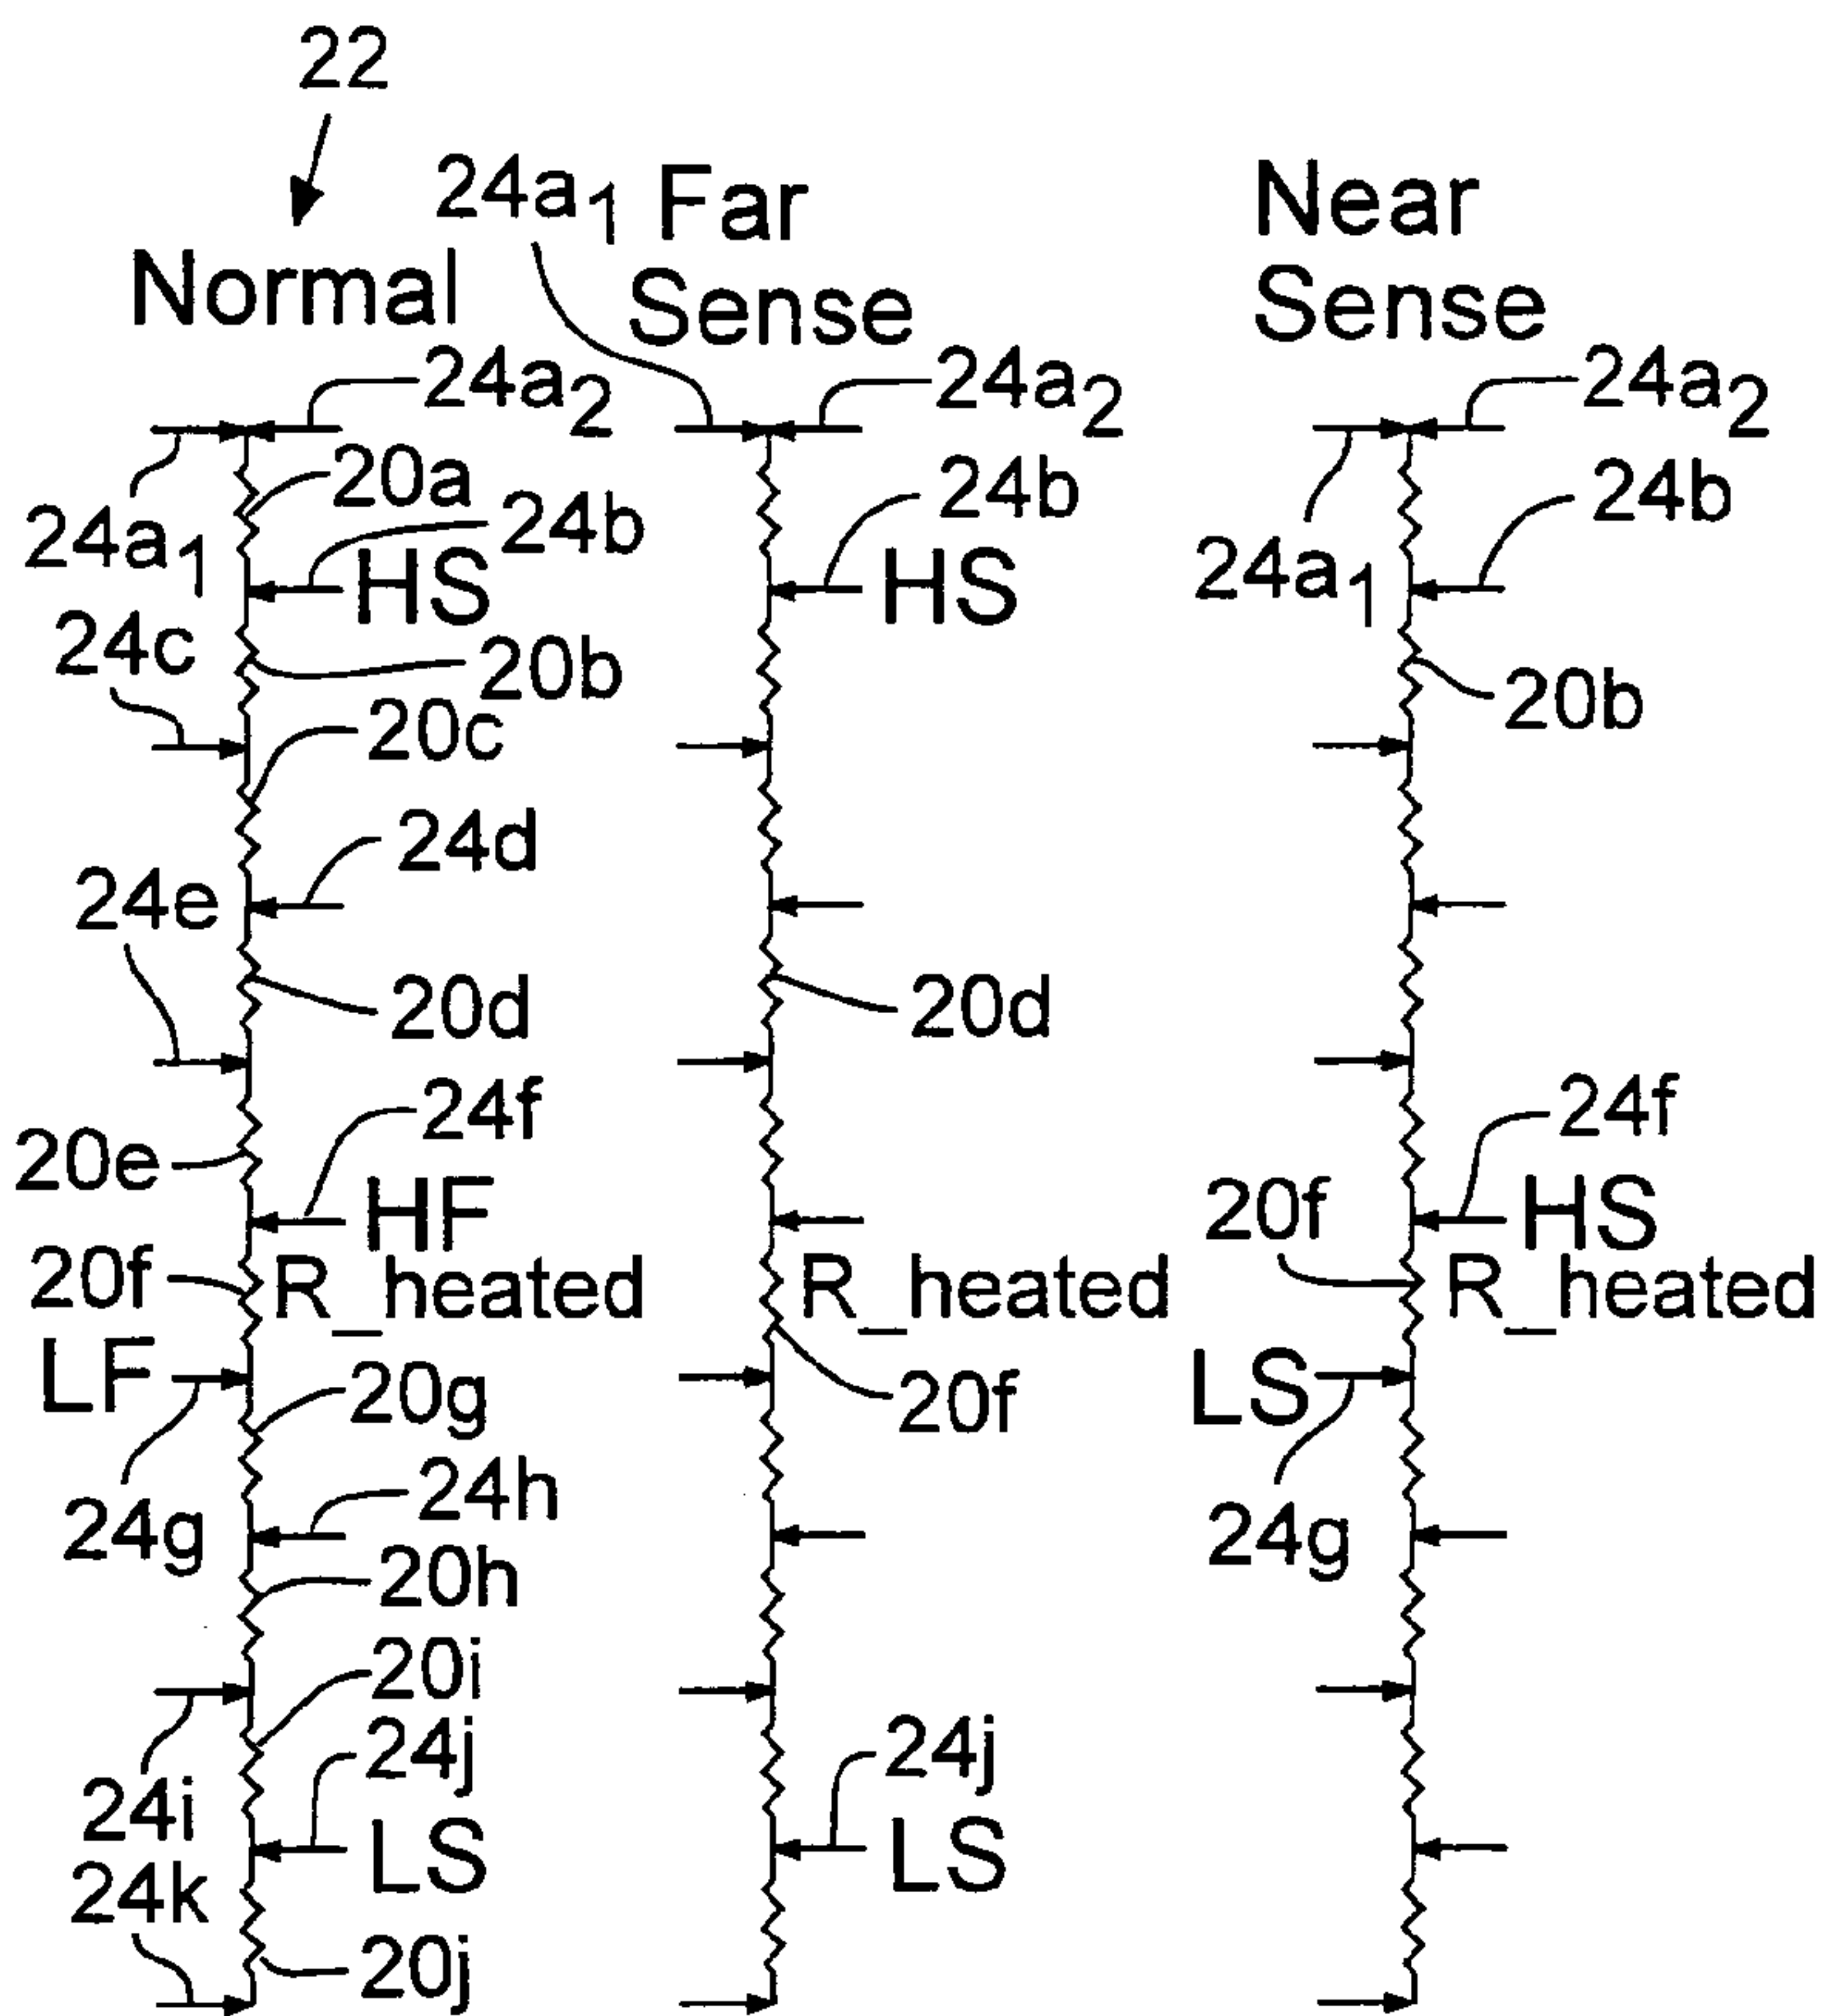 22
Normal
24a1
Far
Sense
Near
Sense
24a2
24a2
24a2
20a
24b
24b
24b
24a1
24a1
HS
HS
24c
20b
20b
20c
24d
24e
20d
20d
24f
24f
20e
HF
HS
20f
20f
R_heated
R_heated
R_heated
LF
LS
20g
20f
24g
24g
24h
20h
20i
24j
24j
24i
LS
LS
24k
20j